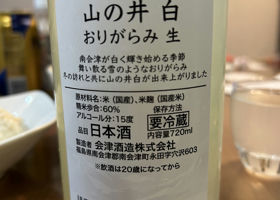 山の井 白
おりがらみ 生
南会津が白く輝き始める季節
舞い散る雪のようなおりがらみ
冬の訪れと共に山の井白が出来上がりました
原材料名:米(国産)、米麹(国産米)
精米歩合:60% 保存方法
アルコール分:15度 要冷蔵
品目 日本酒 内容量720ml
製造者 会津酒造株式会社
福島県南会津郡南会津町永田字穴沢603
※飲酒は20歳になってから